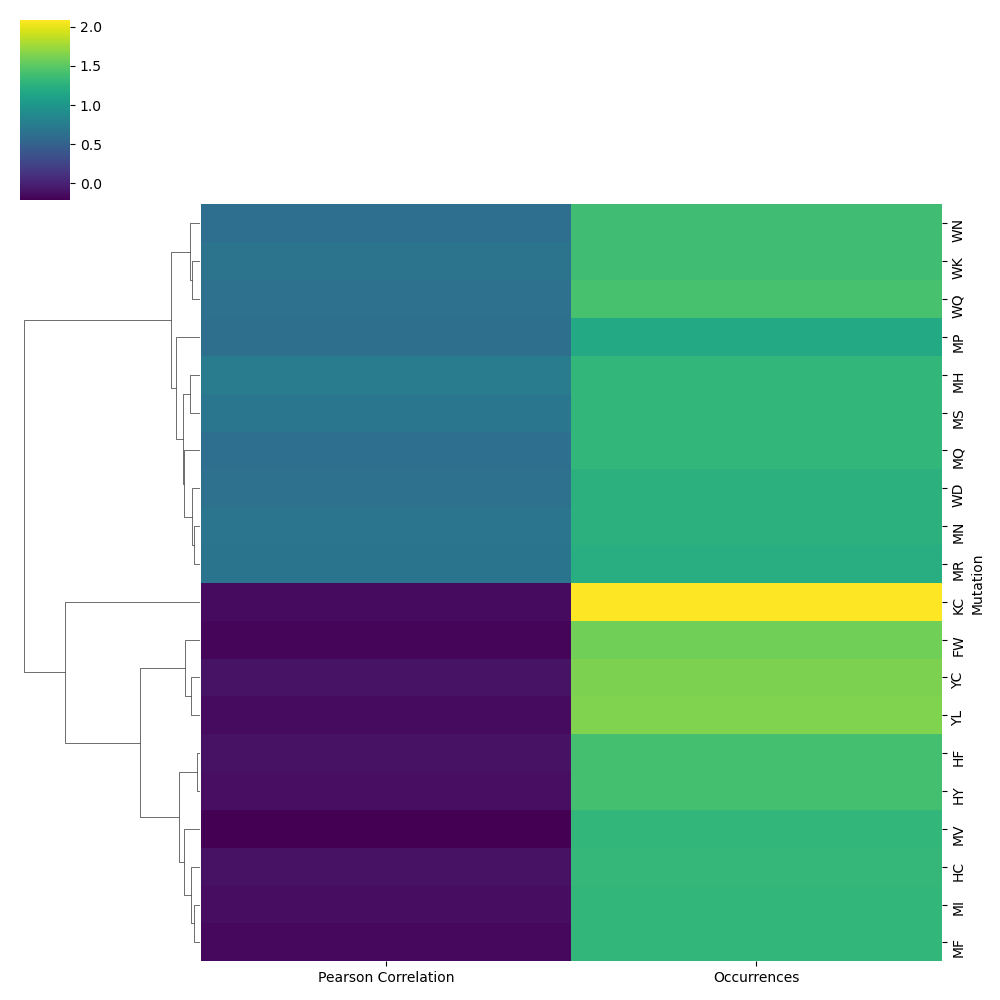 2.0
1.5
1.0
0.5
0.0
WN
WK
WQ
MP
MH
MS
MQ
WD
MN
MR
KC
FW
YC
YL
HF
HY
MV
HC
MI
MF
Mutation
Pearson Correlation
Occurrences